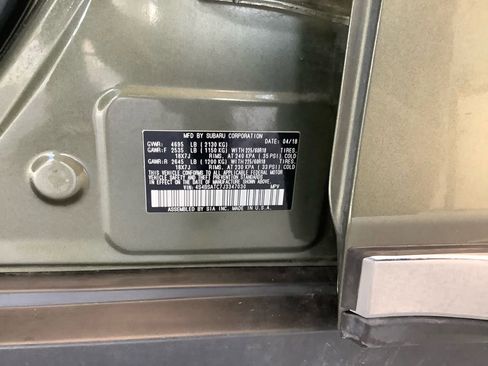 MFD BY SUBARU CORPORATION
DATE: 04/18
GVWR: 4695 LB (2130 KG)
GAWR:F 2535 LB (1150 KG) WITH 225/60R18 TIRES,
18X7J RIMS, AT 240 KPA (35 PSI) COLD
GAWR:R 2645 LB (1200 KG) WITH 225/60R18 TIRES,
18X7J RIMS, AT 230 KPA (33 PSI) COLD
THIS VEHICLE CONFORMS TO ALL APPLICABLE FEDERAL MOTOR
VEHICLE SAFETY STANDARDS IN EFFECT ON THE DATE OF
MANUFACTURE SHOWN ABOVE.
VIN: 4S4BSATC7J3347030 MPV
ASSEMBLED BY SIA INC. MADE IN U.S.A.